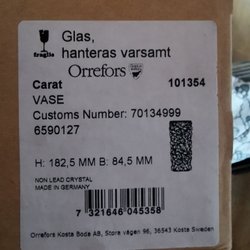 Glas,
fragile hanteras varsamt
Orrefors
Carat 101354
VASE
Customs Number: 70134999
6590127
H: 182,5 MM B: 84,5 MM
NON LEAD CRYSTAL
MADE IN GERMANY
7 321646 045358
Orrefors Kosta Boda AB, Stora vägen 96, 36543 Kosta Sweden